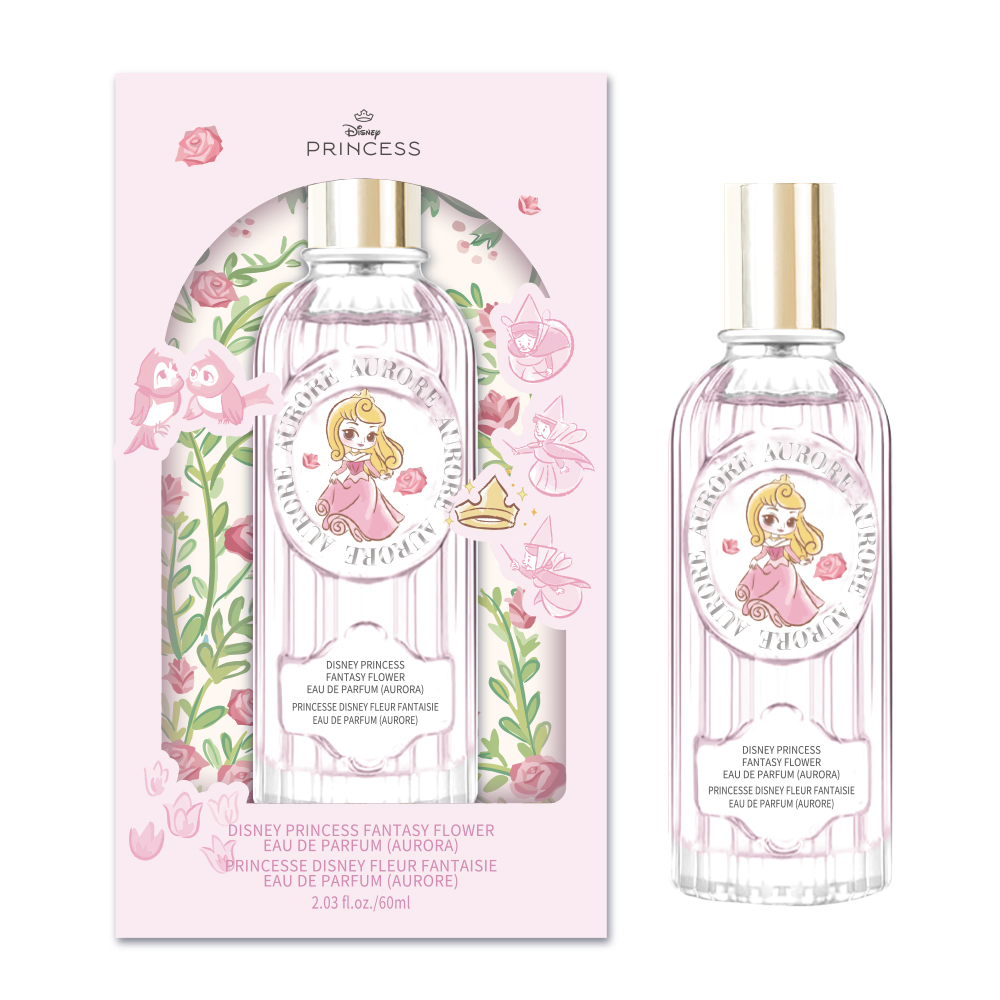 Disney
PRINCESS
AURORE AURORE AURORE AURORE AURORE
DISNEY PRINCESS
FANTASY FLOWER
EAU DE PARFUM (AURORA)
PRINCESSE DISNEY FLEUR FANTAISIE
EAU DE PARFUM (AURORE)
DISNEY PRINCESS FANTASY FLOWER
EAU DE PARFUM (AURORA)
PRINCESSE DISNEY FLEUR FANTAISIE
EAU DE PARFUM (AURORE)
2.03 fl.oz./60ml
AURORE AURORE AURORE AURORE AURORE
DISNEY PRINCESS
FANTASY FLOWER
EAU DE PARFUM (AURORA)
PRINCESSE DISNEY FLEUR FANTAISIE
EAU DE PARFUM (AURORE)